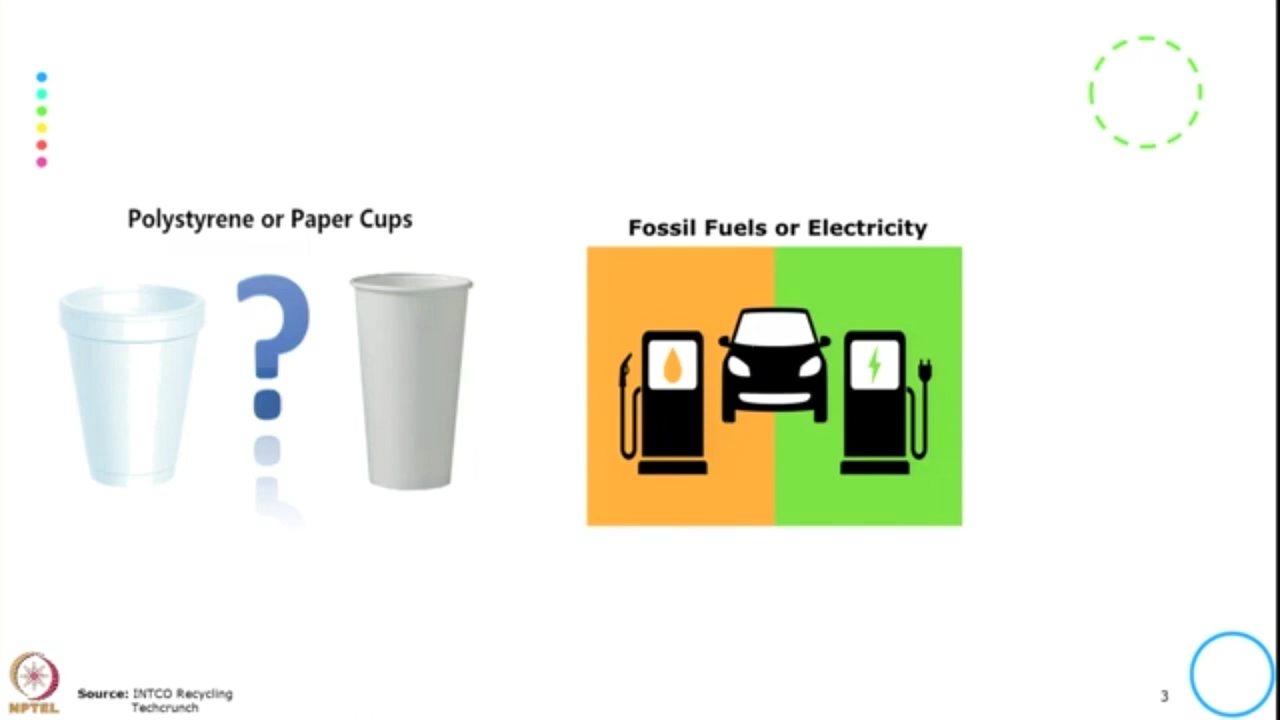 Polystyrene or Paper Cups
?
Fossil Fuels or Electricity
NPTEL
Source: INTCO Recycling
Techcrunch
3